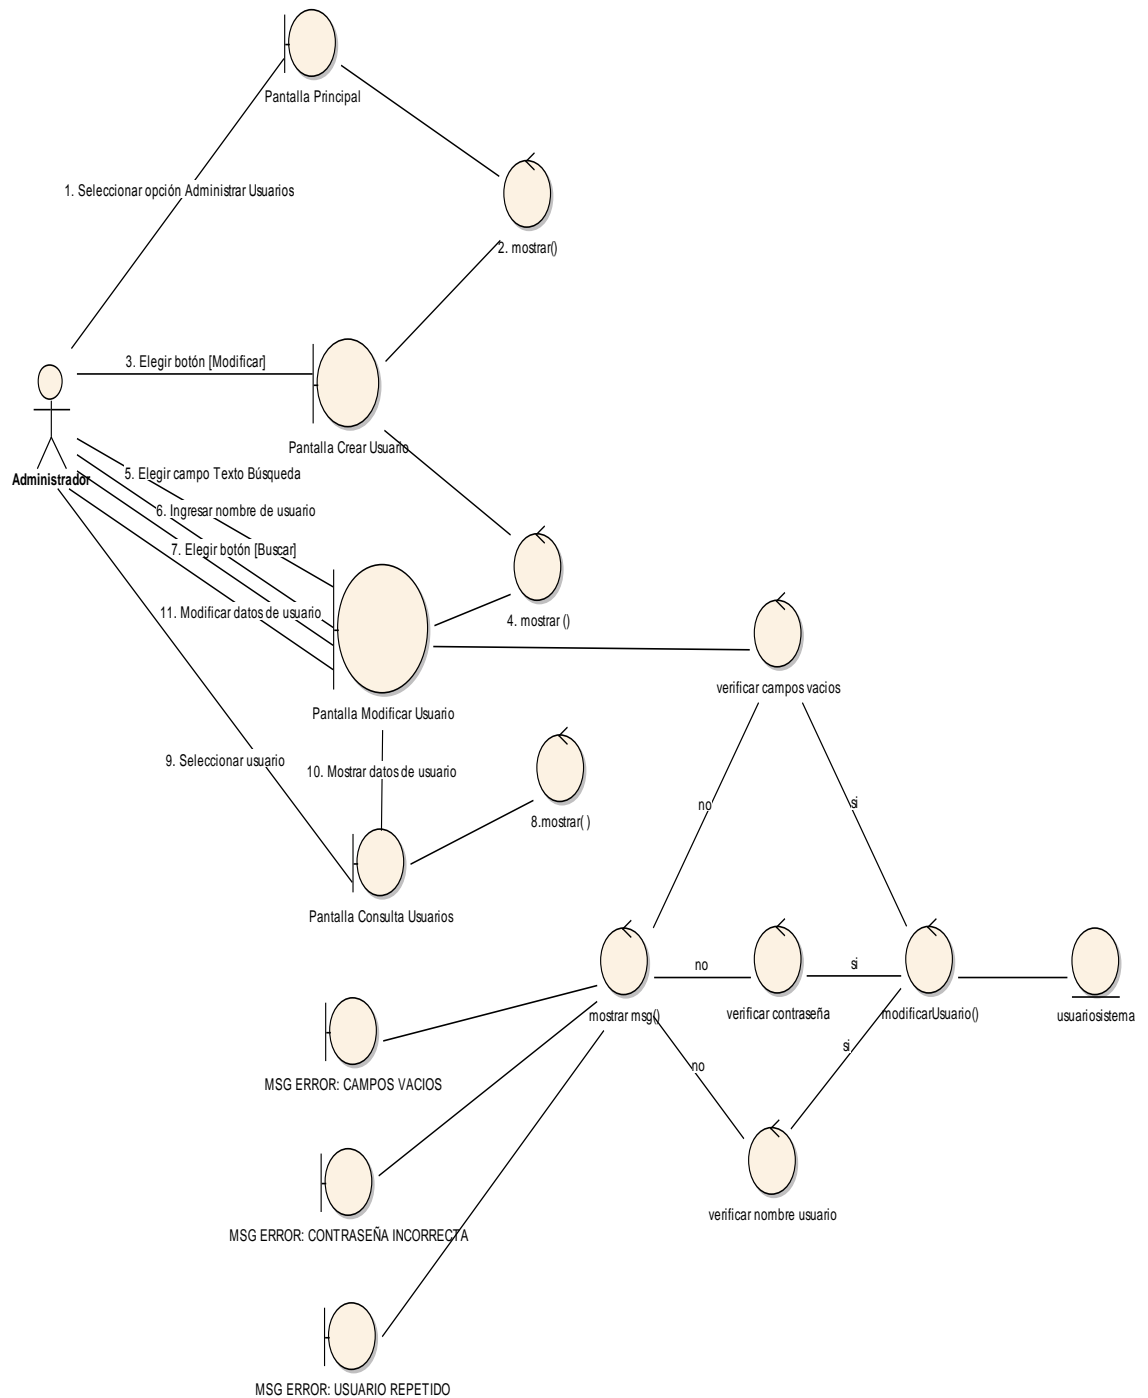 Pantalla Principal
1. Seleccionar opción Administrar Usuarios
2. mostrar()
3. Elegir botón [Modificar]
Pantalla Crear Usuario
Administrador
5. Elegir campo Texto Búsqueda
6. Ingresar nombre de usuario
7. Elegir botón [Buscar]
11. Modificar datos de usuario
4. mostrar ()
verificar campos vacios
Pantalla Modificar Usuario
9. Seleccionar usuario
10. Mostrar datos de usuario
8.mostrar( )
no
si
Pantalla Consulta Usuarios
no
si
mostrar msg()
verificar contraseña
modificarUsuario()
usuariosistema
si
no
MSG ERROR: CAMPOS VACIOS
verificar nombre usuario
MSG ERROR: CONTRASEÑA INCORRECTA
MSG ERROR: USUARIO REPETIDO